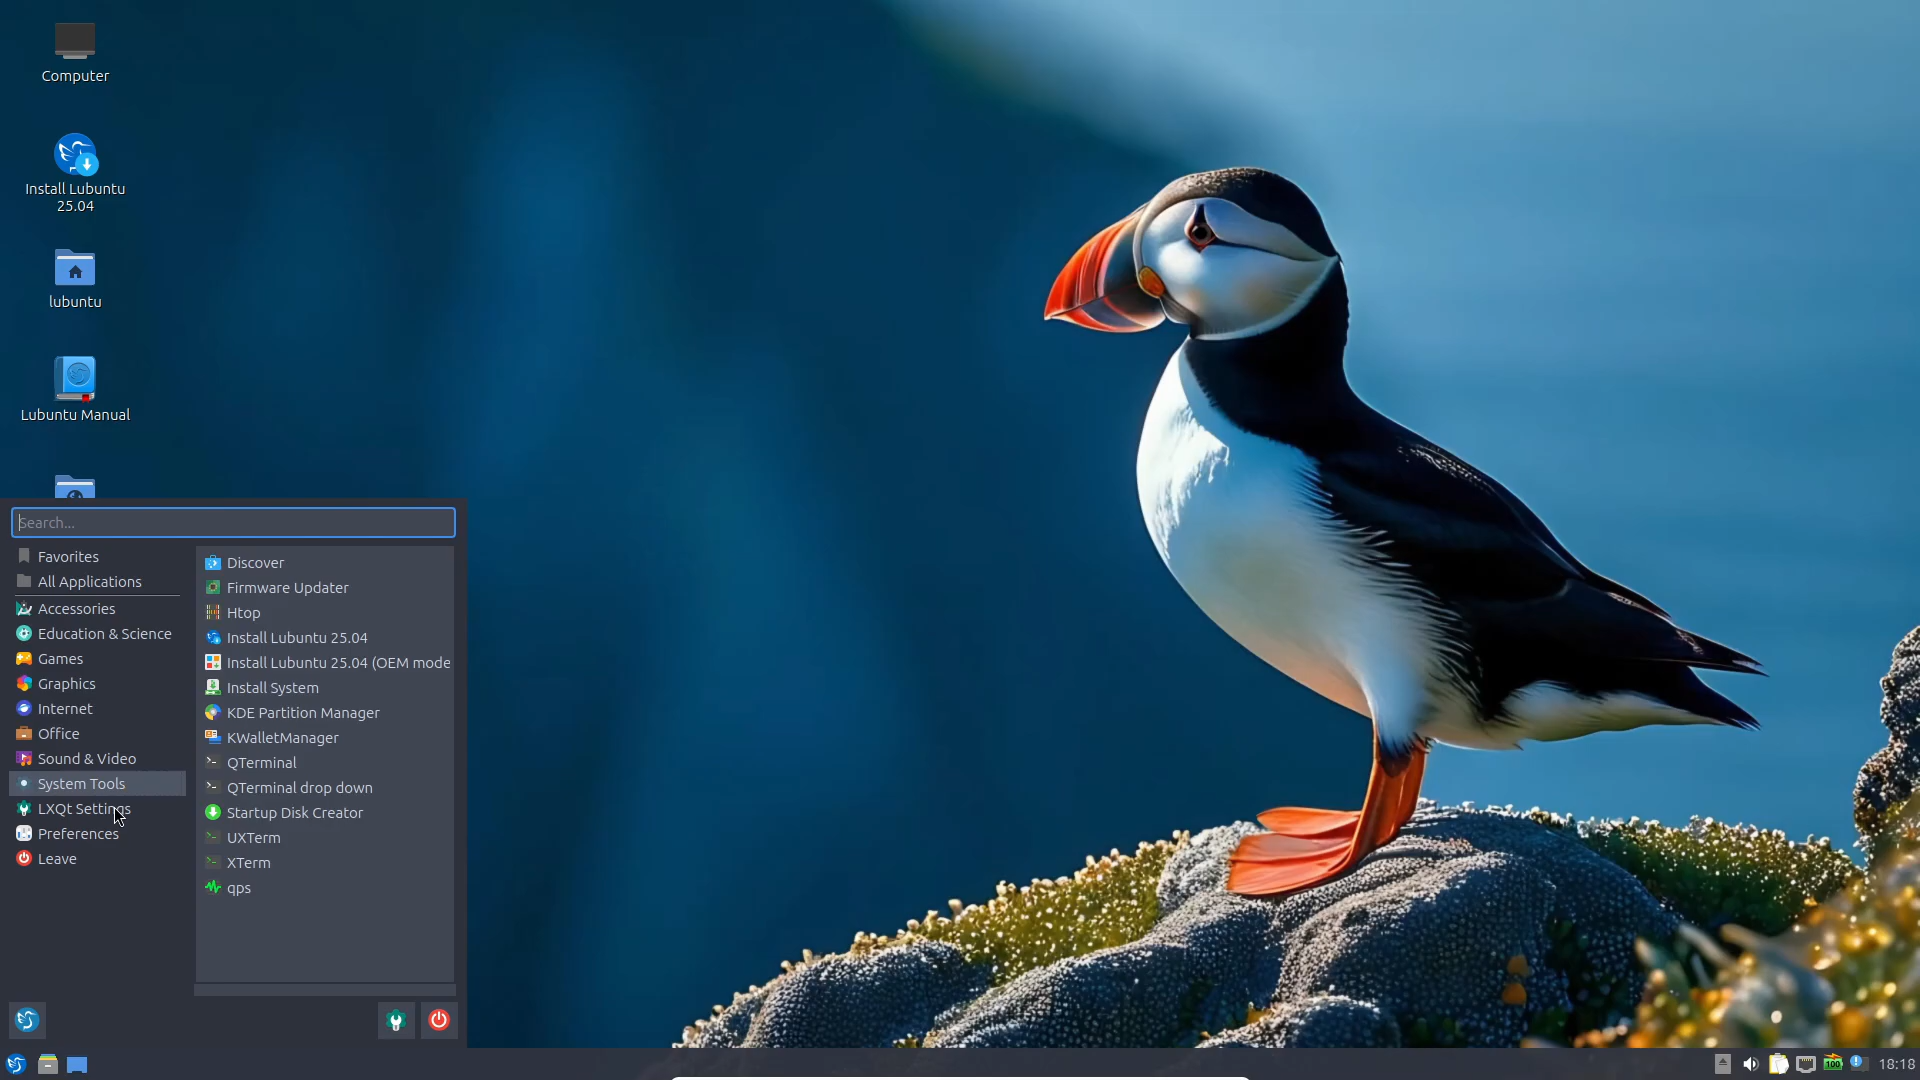 Computer
Install Lubuntu
25.04
lubuntu
Lubuntu Manual
Search...
Favorites
All Applications
Accessories
Education & Science
Games
Graphics
Internet
Office
Sound & Video
System Tools
LXQt Settings
Preferences
Leave
Discover
Firmware Updater
Htop
Install Lubuntu 25.04
Install Lubuntu 25.04 (OEM mode
Install System
KDE Partition Manager
KWalletManager
QTerminal
QTerminal drop down
Startup Disk Creator
UXTerm
XTerm
qps
100
18:18